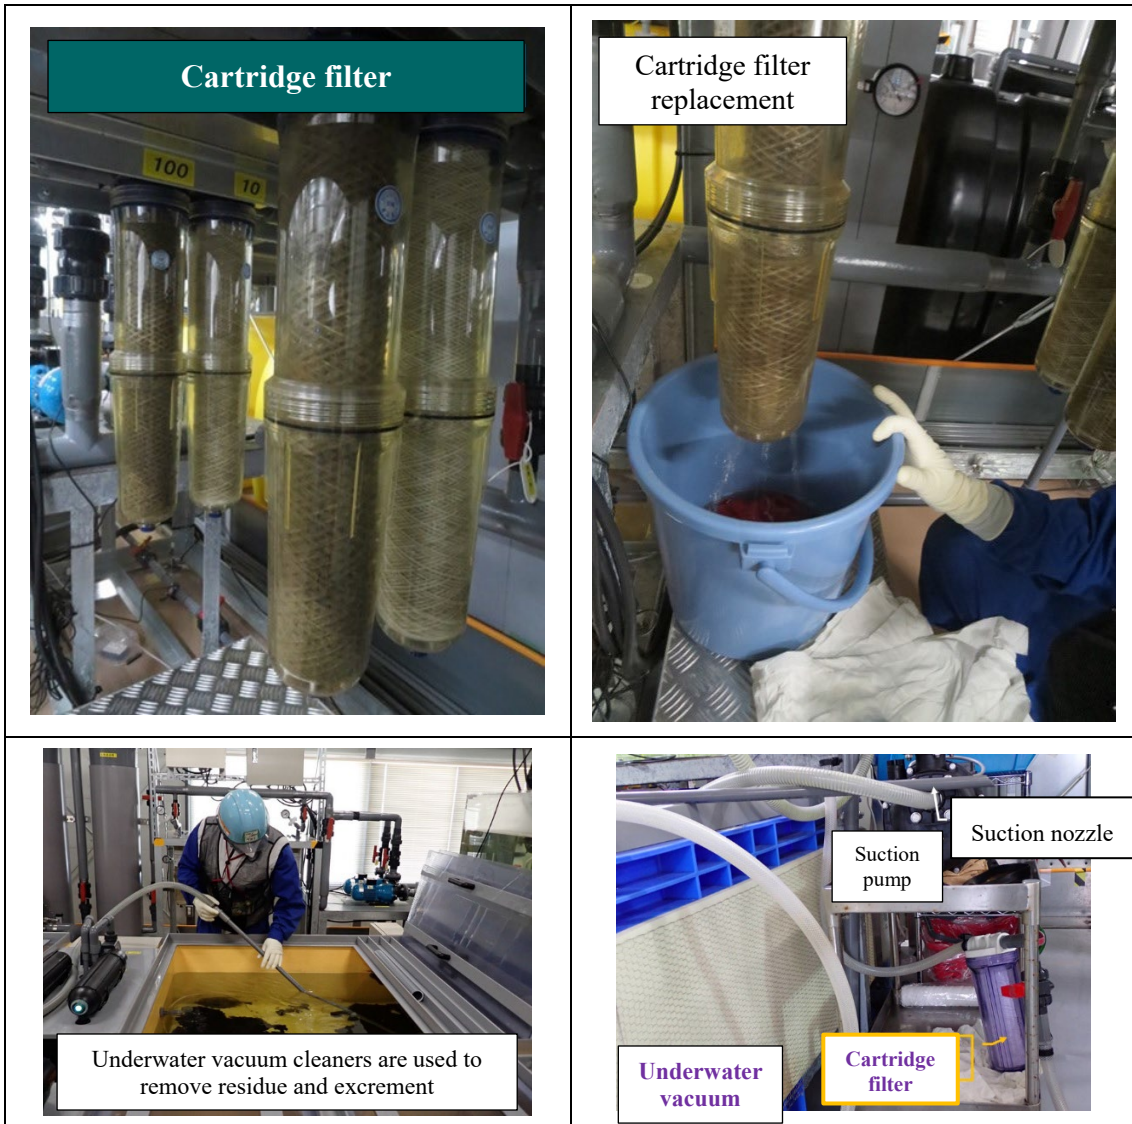 Cartridge filter
100
10
Cartridge filter
replacement
Underwater vacuum cleaners are used to
remove residue and excrement
Suction nozzle
Suction
pump
Cartridge
filter
Underwater
vacuum